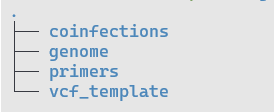 .
├── coinfections
├── genome
├── primers
└── vcf_template